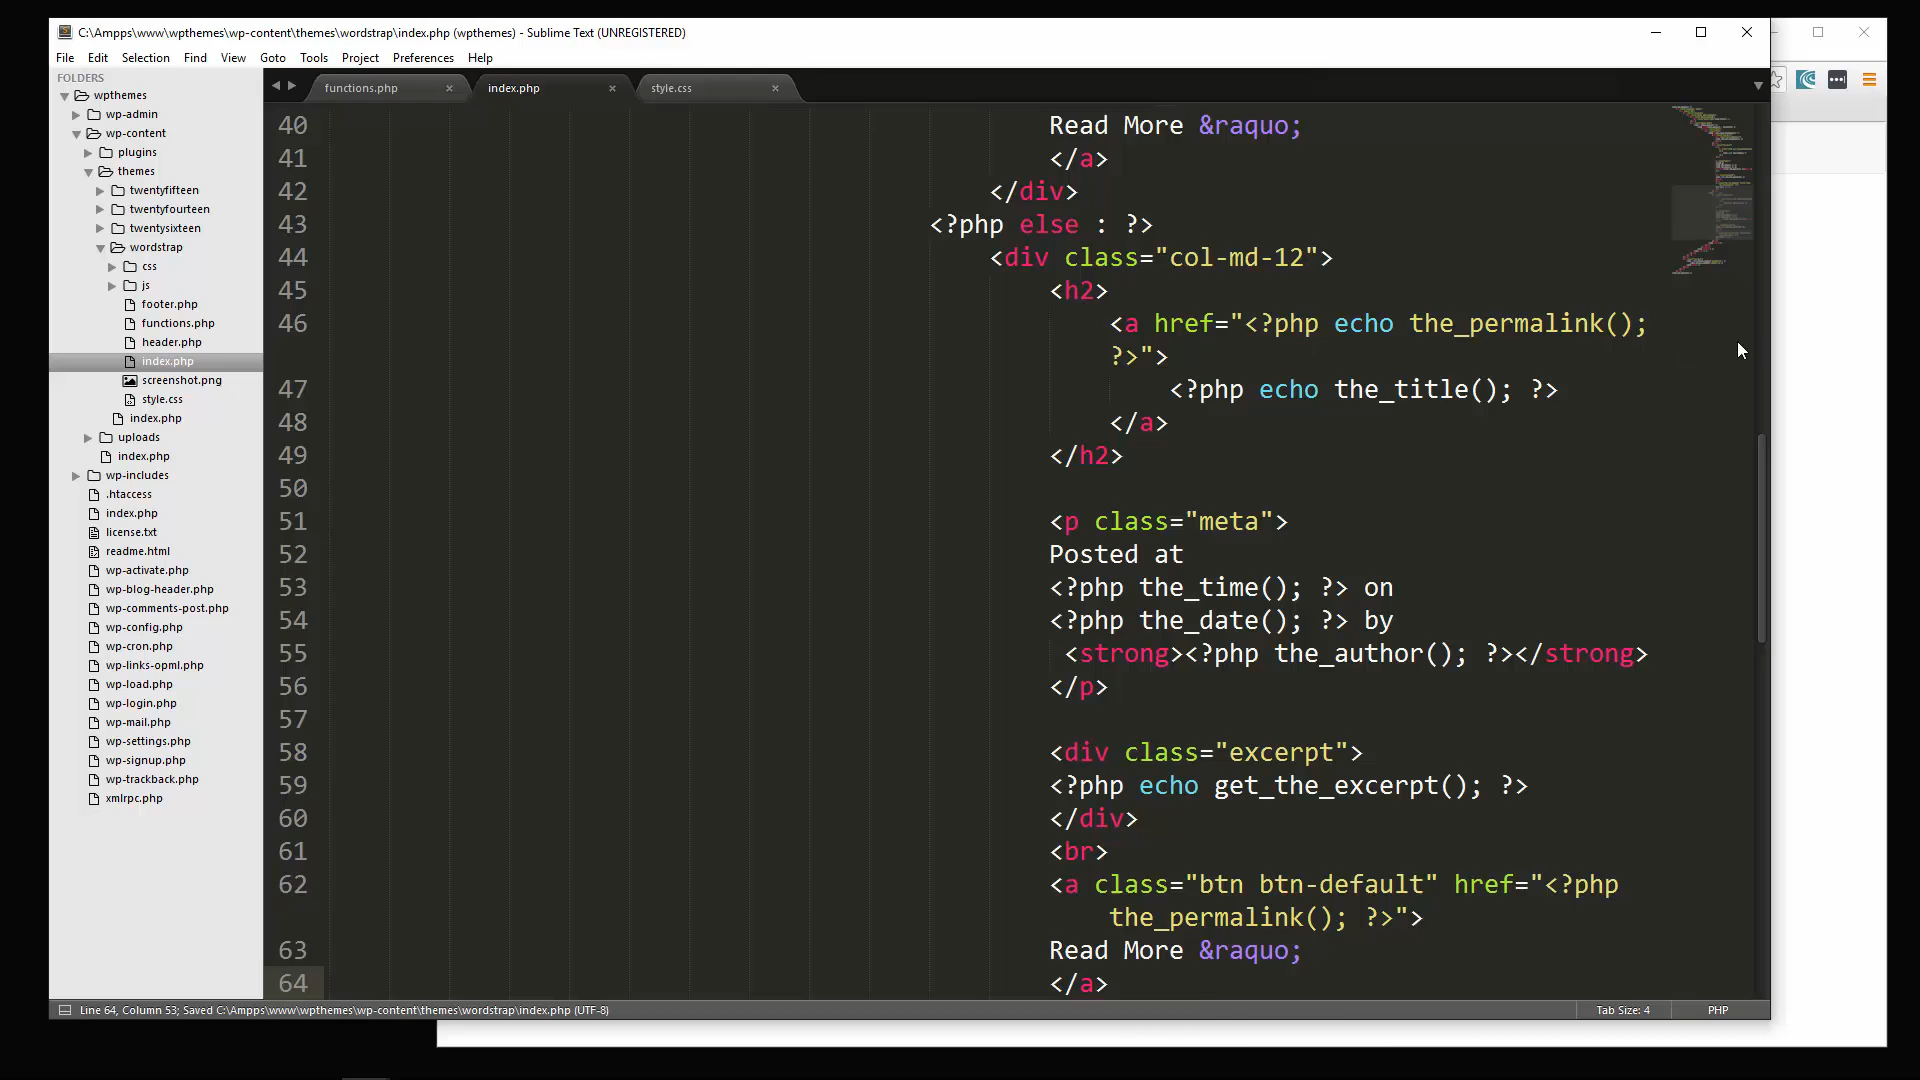 C:\Ampps\www\wpthemes\wp-content\themes\wordstrap\index.php (wpthemes) - Sublime Text (UNREGISTERED)
File Edit Selection Find View Goto Tools Project Preferences Help
FOLDERS
wpthemes
wp-admin
wp-content
plugins
themes
twentyfifteen
twentyfourteen
twentysixteen
wordstrap
css
js
footer.php
functions.php
header.php
index.php
screenshot.png
style.css
index.php
uploads
index.php
wp-includes
.htaccess
index.php
license.txt
readme.html
wp-activate.php
wp-blog-header.php
wp-comments-post.php
wp-config.php
wp-cron.php
wp-links-opml.php
wp-load.php
wp-login.php
wp-mail.php
wp-settings.php
wp-signup.php
wp-trackback.php
xmlrpc.php
functions.php index.php style.css
40 Read More &raquo;
41 </a>
42 </div>
43 <?php else : ?>
44 <div class="col-md-12">
45 <h2>
46 <a href="<?php echo the_permalink();
?>">
47 <?php echo the_title(); ?>
48 </a>
49 </h2>
50
51 <p class="meta">
52 Posted at
53 <?php the_time(); ?> on
54 <?php the_date(); ?> by
55 <strong><?php the_author(); ?></strong>
56 </p>
57
58 <div class="excerpt">
59 <?php echo get_the_excerpt(); ?>
60 </div>
61 <br>
62 <a class="btn btn-default" href="<?php
the_permalink(); ?>">
63 Read More &raquo;
64 </a>
Line 64, Column 53; Saved C:\Ampps\www\wpthemes\wp-content\themes\wordstrap\index.php (UTF-8)
Tab Size: 4
PHP